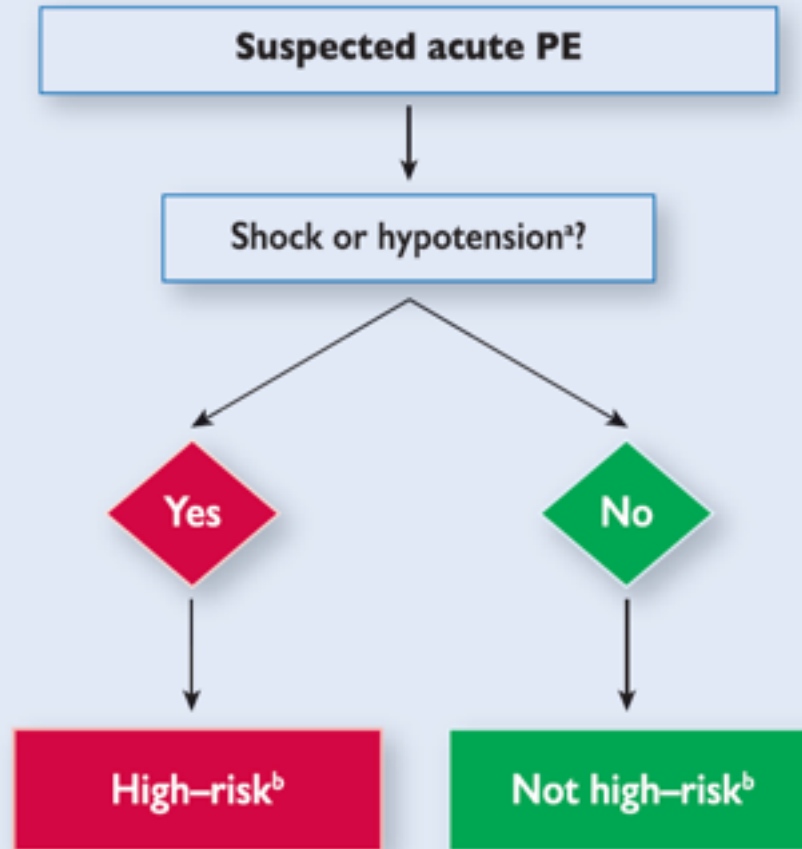 Suspected acute PE
Shock or hypotensionᵃ?
Yes
No
High–riskᵇ
Not high–riskᵇ